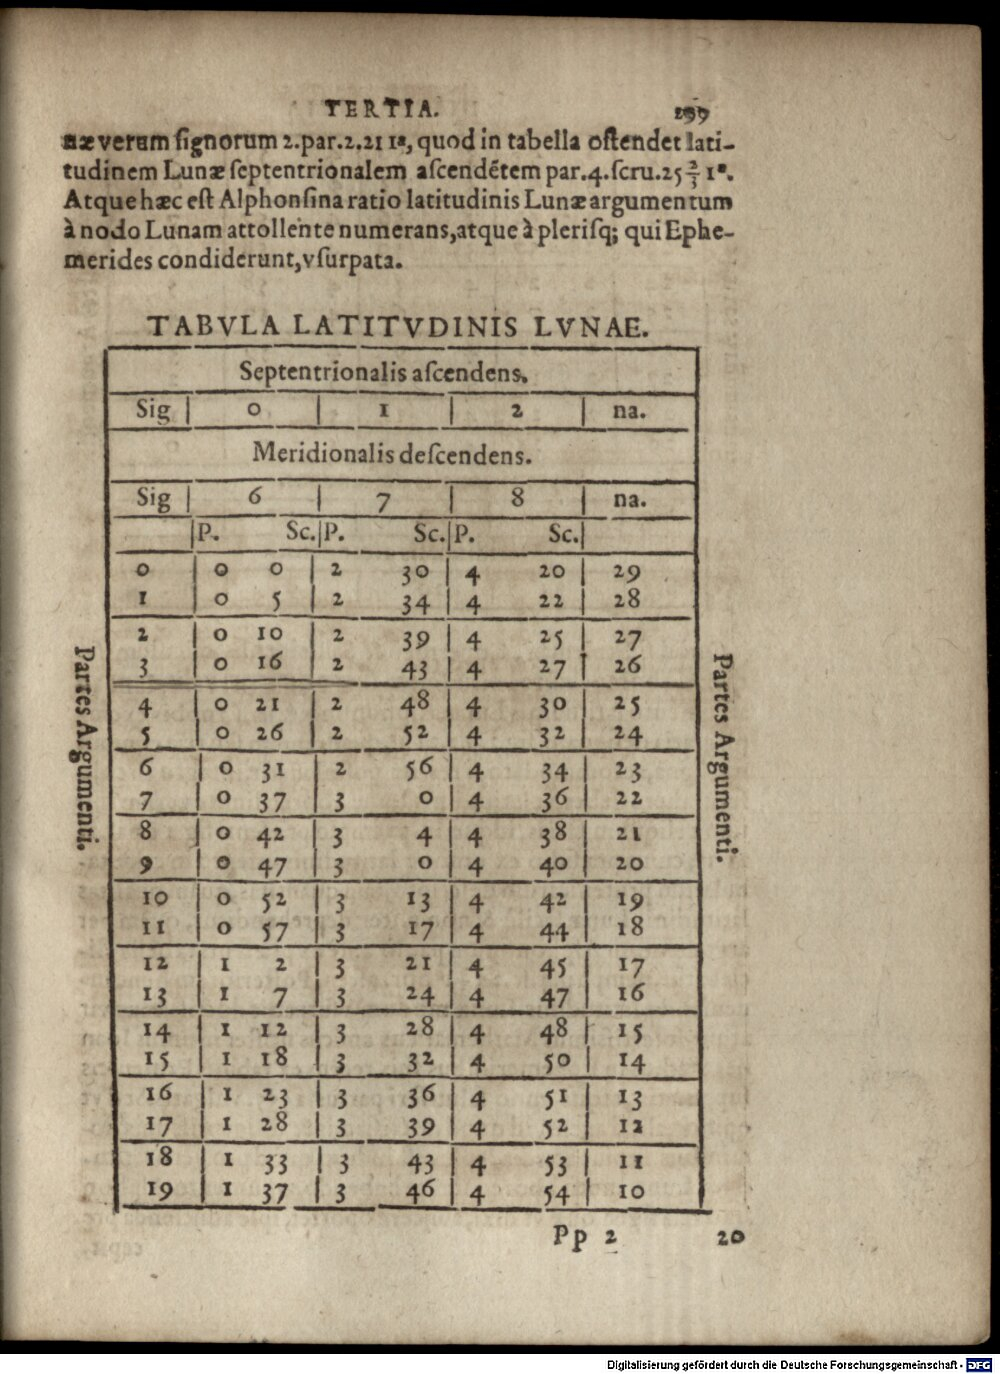 TERTIA. 299
næ verum ſignorum 2.par.2.21 1ª, quod in tabella oſtendet lati-
tudinem Lunæ ſeptentrionalem aſcendētem par.4.ſcru.25 2/3 1ª.
Atque hæc eſt Alphonſina ratio latitudinis Lunæ argumentum
à nodo Lunam attollente numerans, atque à pleriſq; qui Ephe-
merides condiderunt, vſurpata.
TABVLA LATITVDINIS LVNAE.
Septentrionalis aſcendens.
Sig | 0 | 1 | 2 | na.
Meridionalis deſcendens.
Sig | 6 | 7 | 8 | na.
|P. Sc.|P. Sc.|P. Sc.|
0 | 0 0 | 2 30 | 4 20 | 29
1 | 0 5 | 2 34 | 4 22 | 28
2 | 0 10 | 2 39 | 4 25 | 27
3 | 0 16 | 2 43 | 4 27 | 26
4 | 0 21 | 2 48 | 4 30 | 25
5 | 0 26 | 2 52 | 4 32 | 24
6 | 0 31 | 2 56 | 4 34 | 23
7 | 0 37 | 3 0 | 4 36 | 22
8 | 0 42 | 3 4 | 4 38 | 21
9 | 0 47 | 3 0 | 4 40 | 20
10 | 0 52 | 3 13 | 4 42 | 19
11 | 0 57 | 3 17 | 4 44 | 18
12 | 1 2 | 3 21 | 4 45 | 17
13 | 1 7 | 3 24 | 4 47 | 16
14 | 1 12 | 3 28 | 4 48 | 15
15 | 1 18 | 3 32 | 4 50 | 14
16 | 1 23 | 3 36 | 4 51 | 13
17 | 1 28 | 3 39 | 4 52 | 12
18 | 1 33 | 3 43 | 4 53 | 11
19 | 1 37 | 3 46 | 4 54 | 10
Partes Argumenti.
Partes Argumenti.
Pp 2 20
Digitalisierung gefördert durch die Deutsche Forschungsgemeinschaft - DFG